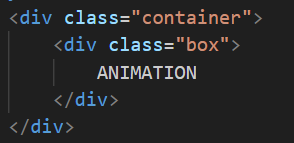 <div class="container">
    <div class="box">
        ANIMATION
    </div>
</div>